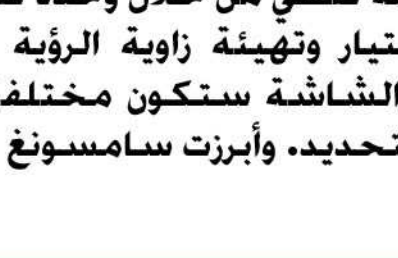 من خلال وحدة
تيار وتهيئة زاوية الرؤية
الشاشة ستكون مختلف
تحديد. وأبرزت سامسونغ